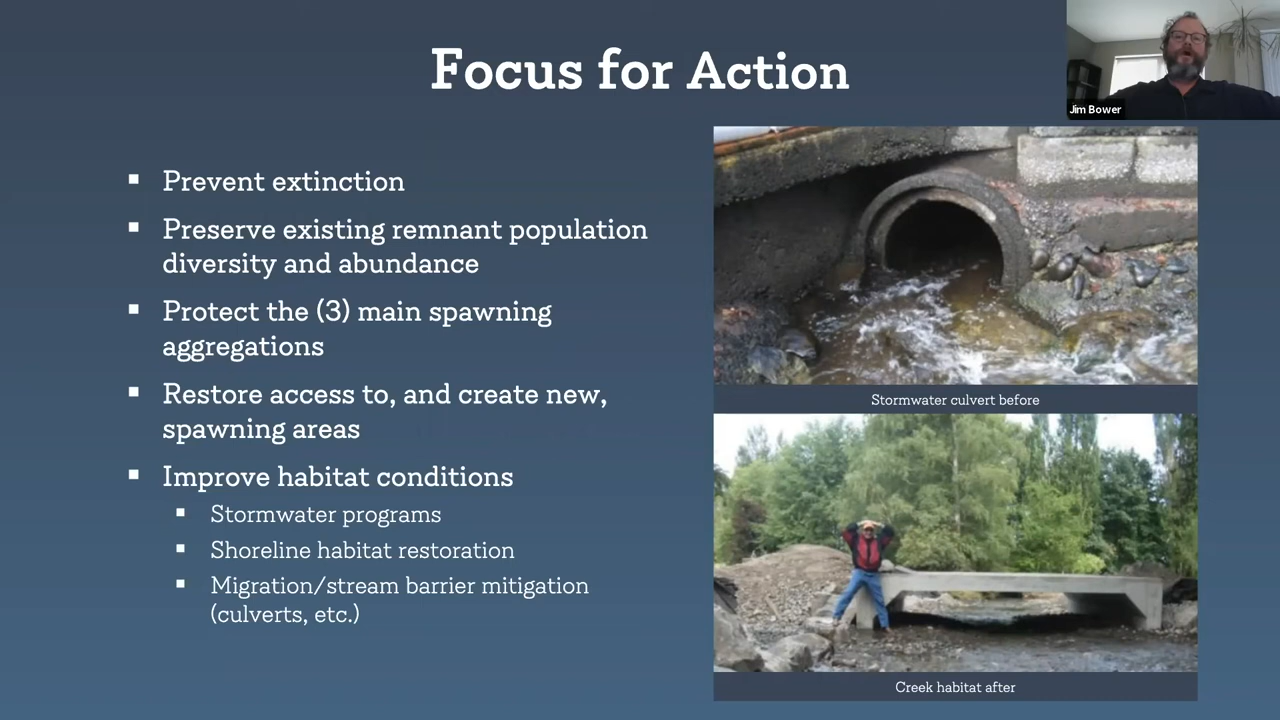 Focus for Action
Jim Bower
Prevent extinction
Preserve existing remnant population
diversity and abundance
Protect the (3) main spawning
aggregations
Restore access to, and create new,
spawning areas
Improve habitat conditions
Stormwater programs
Shoreline habitat restoration
Migration/stream barrier mitigation
(culverts, etc.)
Stormwater culvert before
Creek habitat after